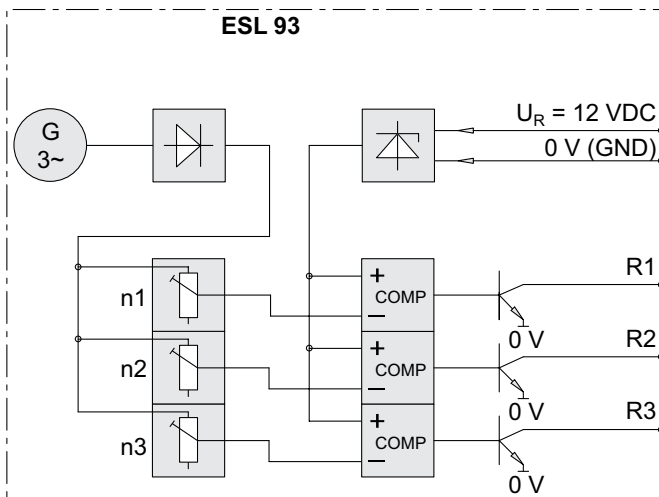 ESL 93
G
3~
U_R = 12 VDC
0 V (GND)
n1
+
COMP
−
R1
0 V
n2
+
COMP
−
R2
0 V
n3
+
COMP
−
R3
0 V